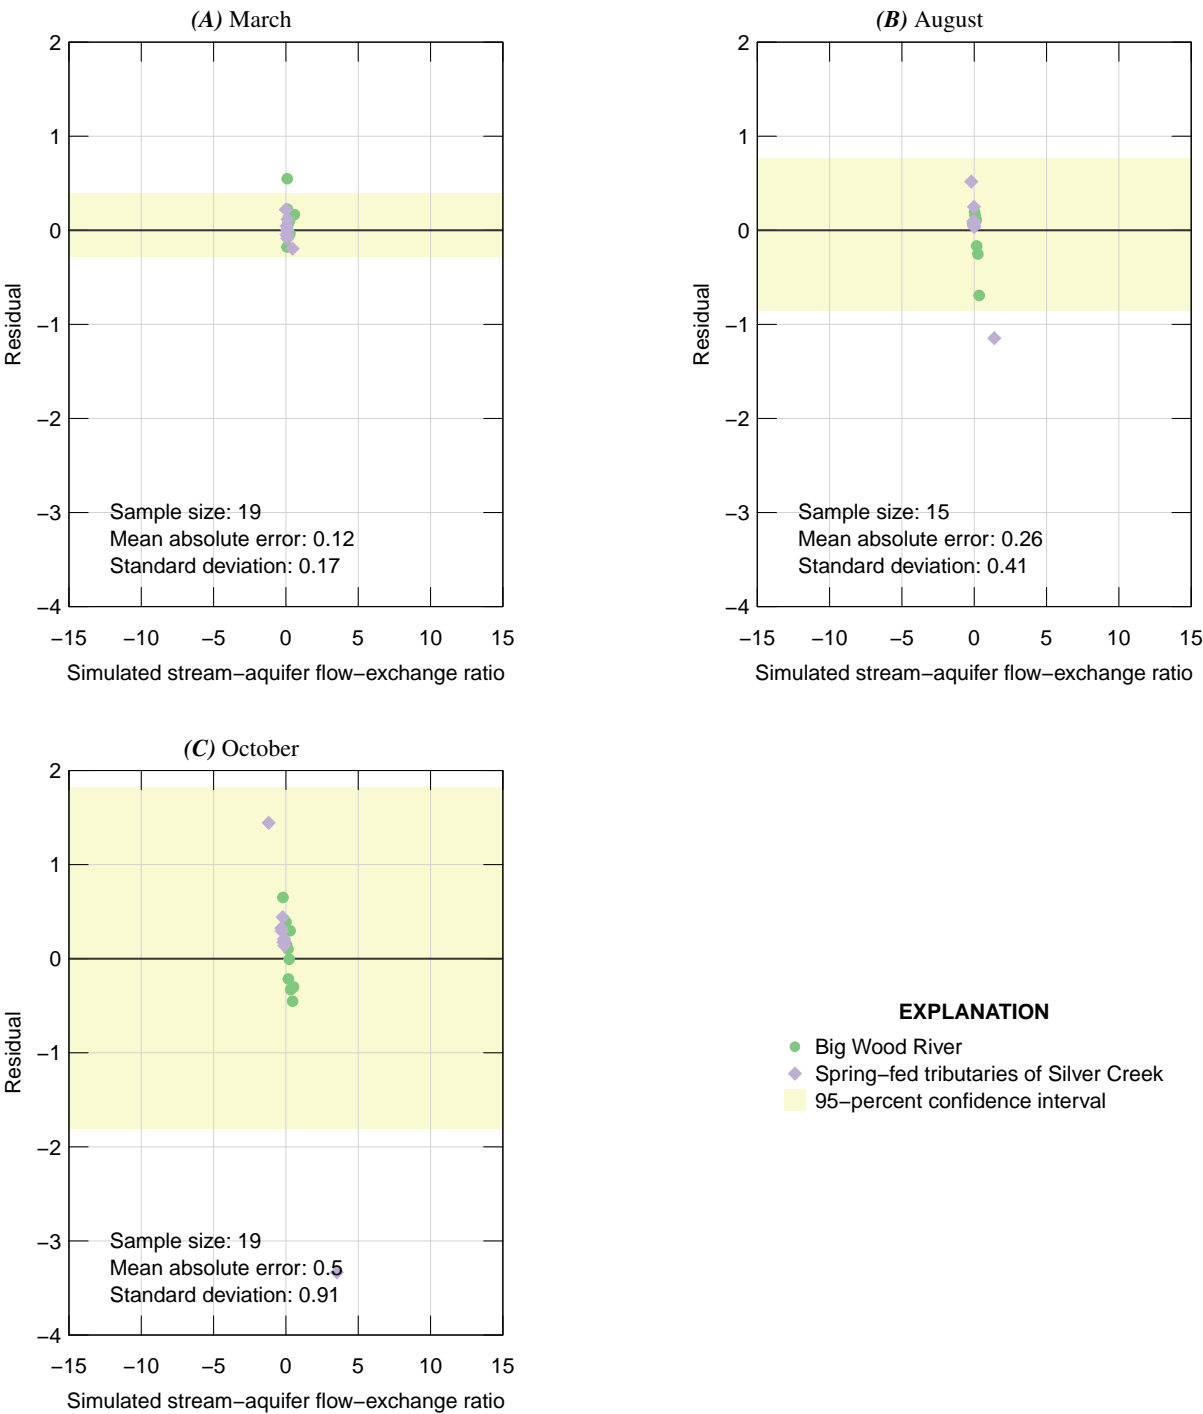 (A) March
2
1
0
−1
−2
−3
−4
Residual
Sample size: 19
Mean absolute error: 0.12
Standard deviation: 0.17
−15 −10 −5 0 5 10 15
Simulated stream−aquifer flow−exchange ratio
(B) August
2
1
0
−1
−2
−3
−4
Residual
Sample size: 15
Mean absolute error: 0.26
Standard deviation: 0.41
−15 −10 −5 0 5 10 15
Simulated stream−aquifer flow−exchange ratio
(C) October
2
1
0
−1
−2
−3
−4
Residual
Sample size: 19
Mean absolute error: 0.5
Standard deviation: 0.91
−15 −10 −5 0 5 10 15
Simulated stream−aquifer flow−exchange ratio
EXPLANATION
Big Wood River
Spring−fed tributaries of Silver Creek
95−percent confidence interval